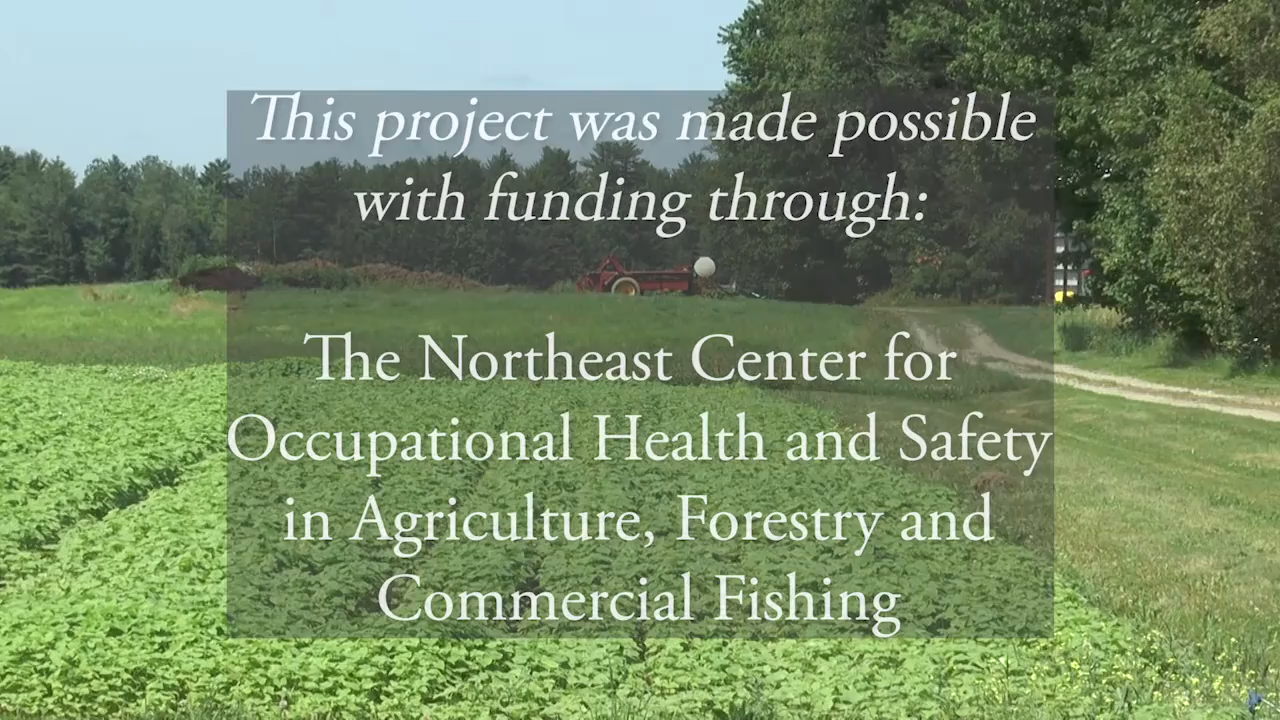 This project was made possible
with funding through:
The Northeast Center for
Occupational Health and Safety
in Agriculture, Forestry and
Commercial Fishing